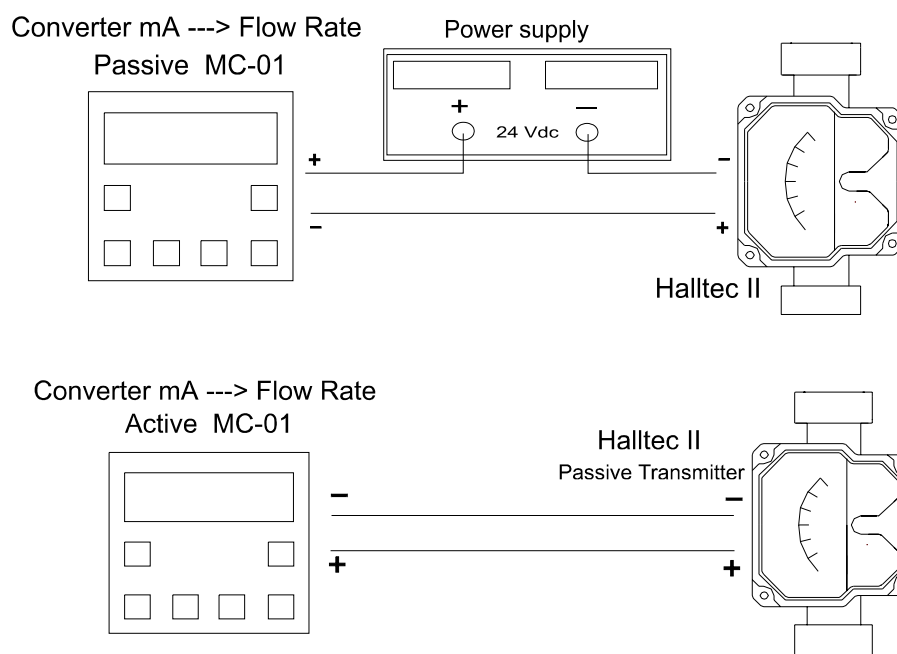 Converter mA ---> Flow Rate
Passive MC-01
Power supply
+
—
24 Vdc
+
−
−
+
Halltec II
Converter mA ---> Flow Rate
Active MC-01
Halltec II
Passive Transmitter
−
−
+
+